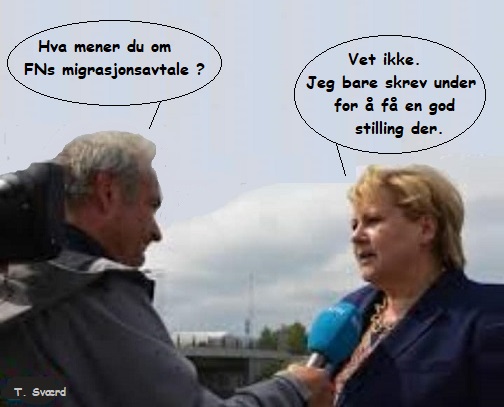 Hva mener du om
FNs migrasjonsavtale ?
Vet ikke.
Jeg bare skrev under
for å få en god
stilling der.
T. Sværd